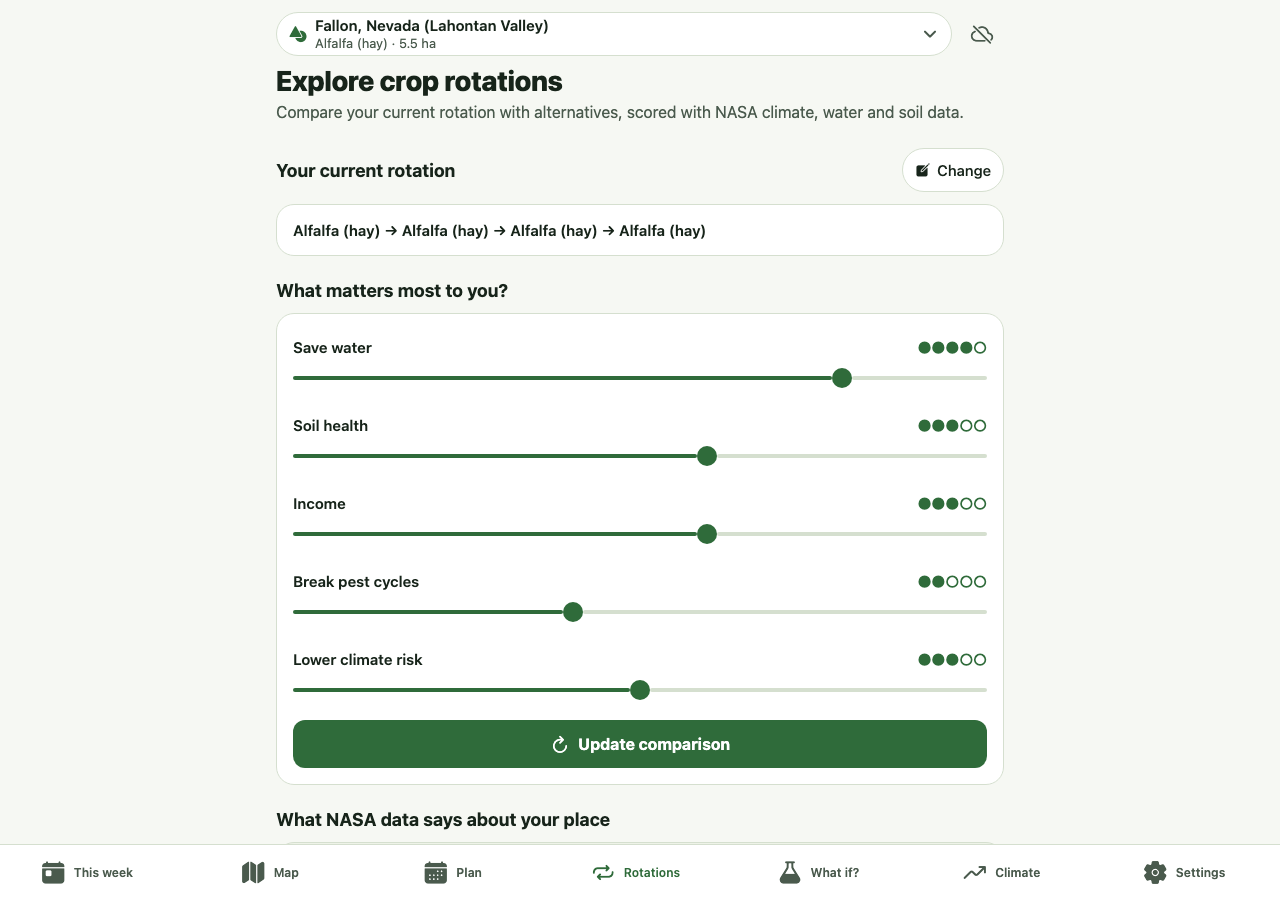 Fallon, Nevada (Lahontan Valley)
Alfalfa (hay) · 5.5 ha
Explore crop rotations
Compare your current rotation with alternatives, scored with NASA climate, water and soil data.
Your current rotation
Change
Alfalfa (hay) → Alfalfa (hay) → Alfalfa (hay) → Alfalfa (hay)
What matters most to you?
Save water
Soil health
Income
Break pest cycles
Lower climate risk
Update comparison
What NASA data says about your place
This week
Map
Plan
Rotations
What if?
Climate
Settings